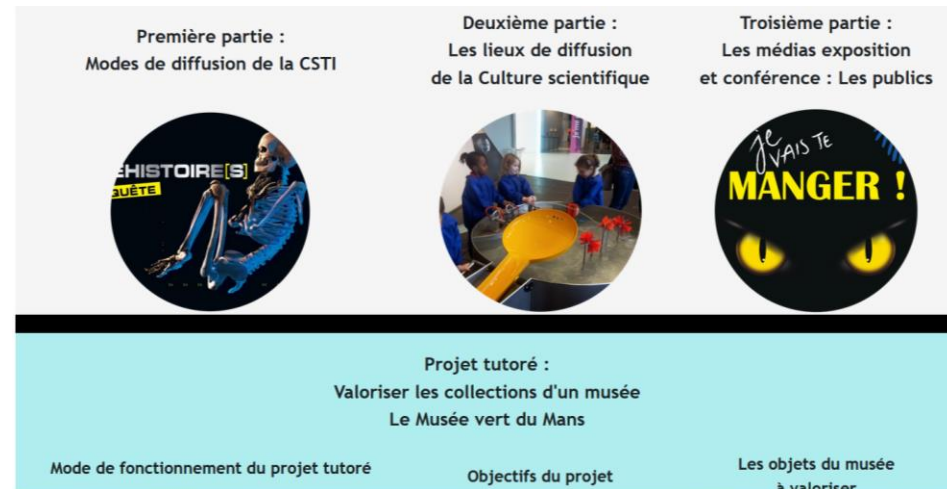 Première partie :
Modes de diffusion de la CSTI
Deuxième partie :
Les lieux de diffusion
de la Culture scientifique
Troisième partie :
Les médias exposition
et conférence : Les publics
EHISTOIRE[S]
QUÊTE
je
VAIS TE
MANGER !
Projet tutoré :
Valoriser les collections d'un musée
Le Musée vert du Mans
Mode de fonctionnement du projet tutoré
Objectifs du projet
Les objets du musée
à valoriser